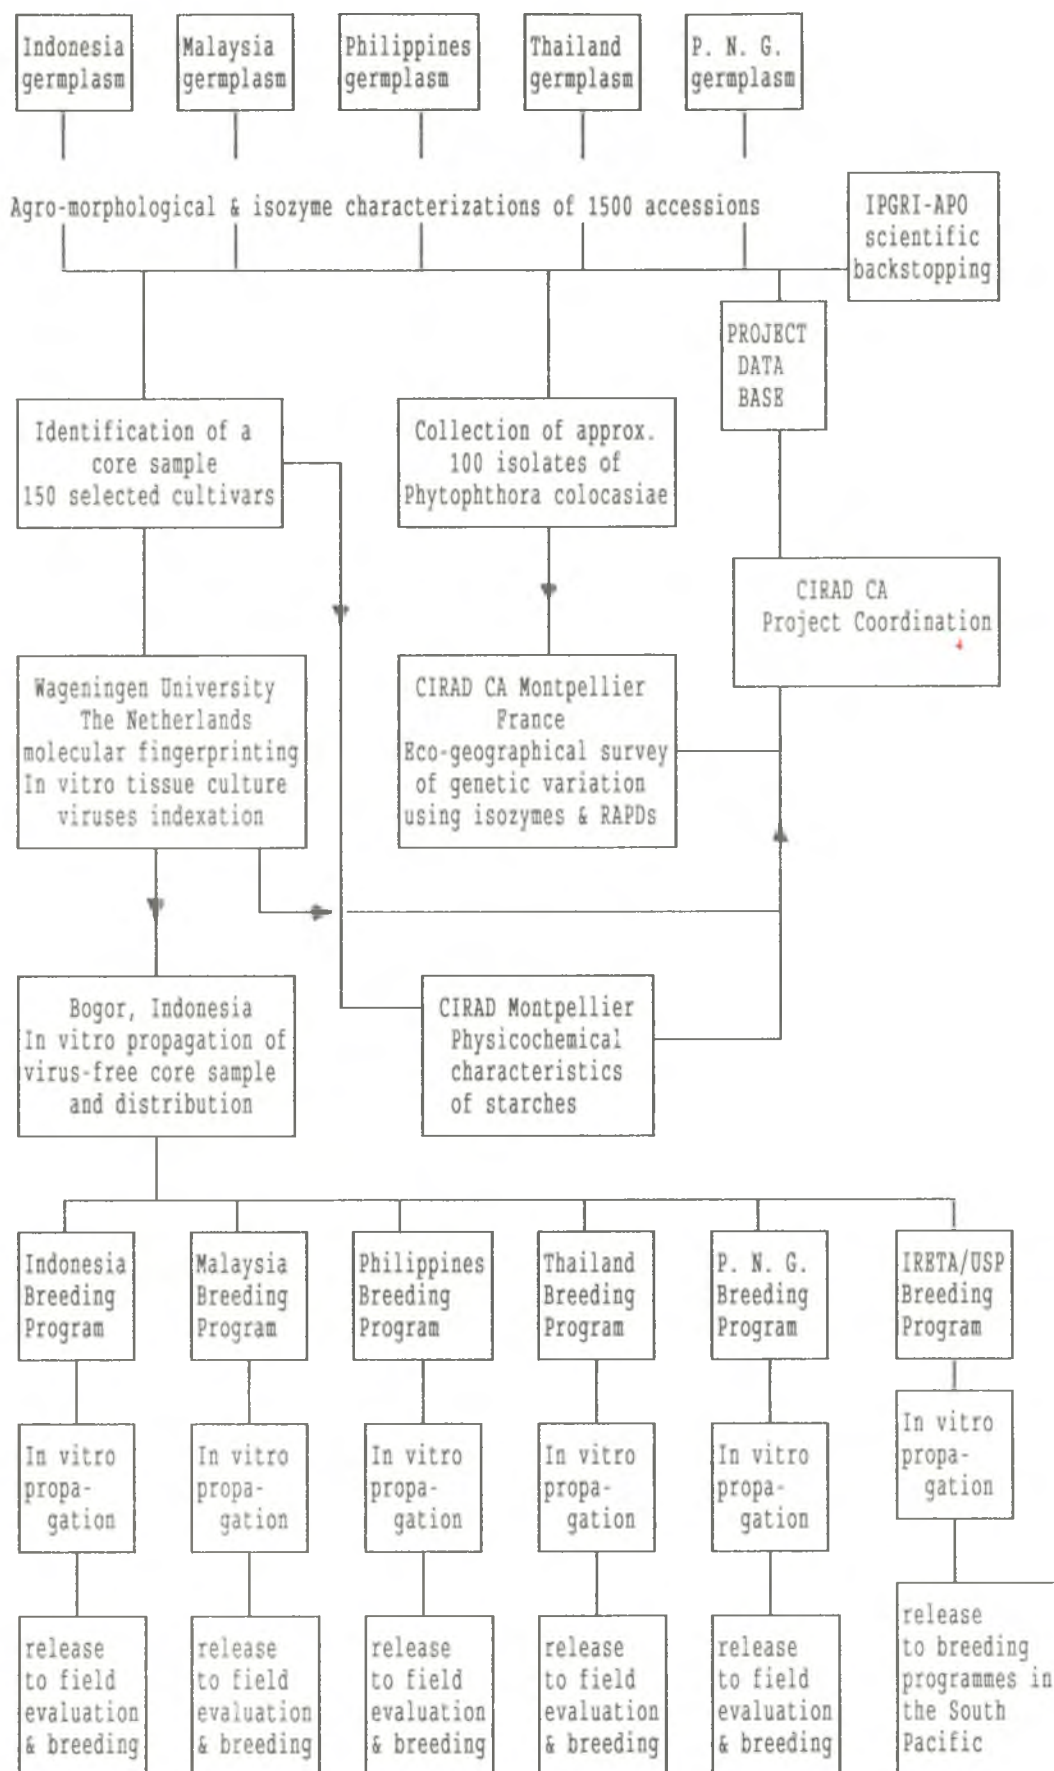 Indonesia
germplasm
Malaysia
germplasm
Philippines
germplasm
Thailand
germplasm
P. N. G.
germplasm
Agro-morphological & isozyme characterizations of 1500 accessions
IPGRI-APO
scientific
backstopping
PROJECT
DATA
BASE
Identification of a
core sample
150 selected cultivars
Collection of approx.
100 isolates of
Phytophthora colocasiae
CIRAD CA
Project Coordination
Wageningen University
The Netherlands
molecular fingerprinting
In vitro tissue culture
viruses indexation
CIRAD CA Montpellier
France
Eco-geographical survey
of genetic variation
using isozymes & RAPDs
Bogor, Indonesia
In vitro propagation of
virus-free core sample
and distribution
CIRAD Montpellier
Physicochemical
characteristics
of starches
Indonesia
Breeding
Program
Malaysia
Breeding
Program
Philippines
Breeding
Program
Thailand
Breeding
Program
P. N. G.
Breeding
Program
IRETA/USP
Breeding
Program
In vitro
propa-
gation
In vitro
propa-
gation
In vitro
propa-
gation
In vitro
propa-
gation
In vitro
propa-
gation
In vitro
propa-
gation
release
to field
evaluation
& breeding
release
to field
evaluation
& breeding
release
to field
evaluation
& breeding
release
to field
evaluation
& breeding
release
to field
evaluation
& breeding
release
to breeding
programmes in
the South
Pacific